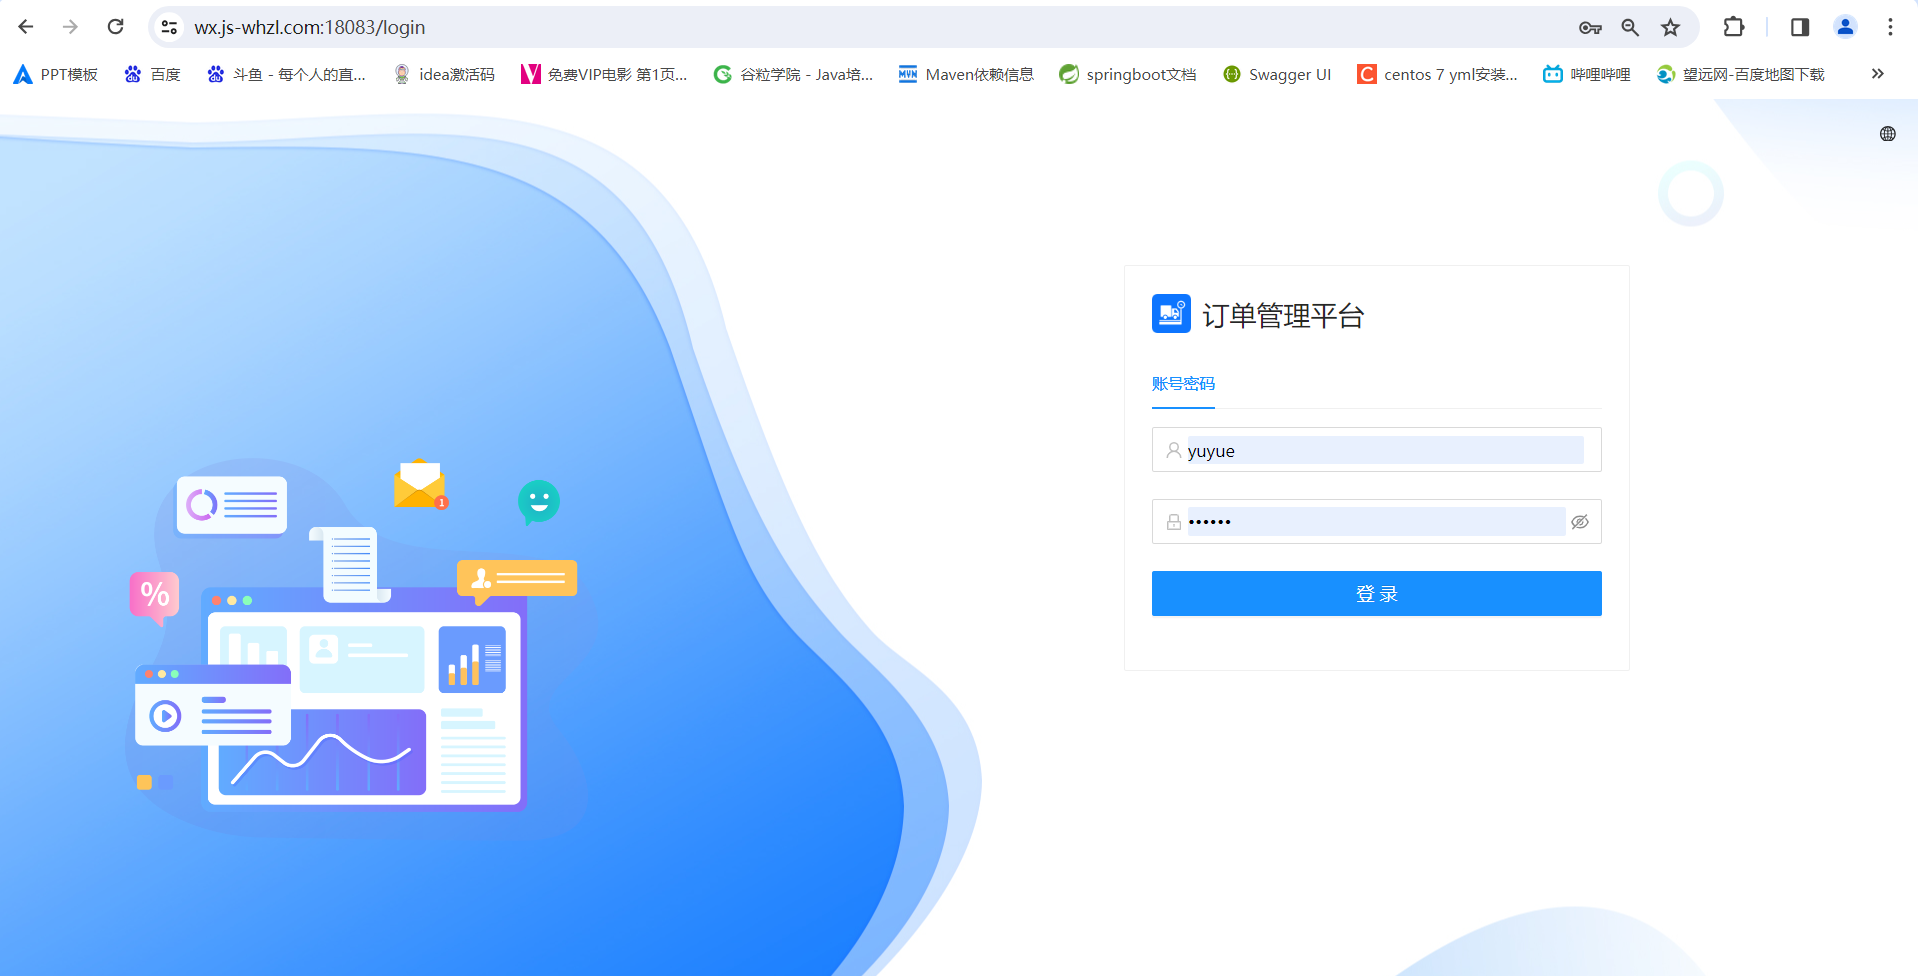 wx.js-whzl.com:18083/login
PPT模板 百度 斗鱼 - 每个人的直... idea激活码 免费VIP电影 第1页... 谷粒学院 - Java培... Maven依赖信息 springboot文档 Swagger UI centos 7 yml安装... 哔哩哔哩 望远网-百度地图下载 »
订单管理平台
账号密码
yuyue
••••••
登 录
1
%